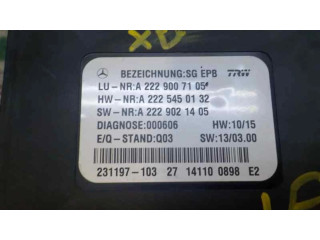 BEZEICHNUNG:SG EPB TRW
LU-NR:A 222 900 71 05
HW-NR:A 222 545 01 32
SW-NR:A 222 902 14 05
DIAGNOSE:000606 HW:10/15
E/Q-STAND:Q03 SW:13/03.00
231197-103 27 14110 0898 E2